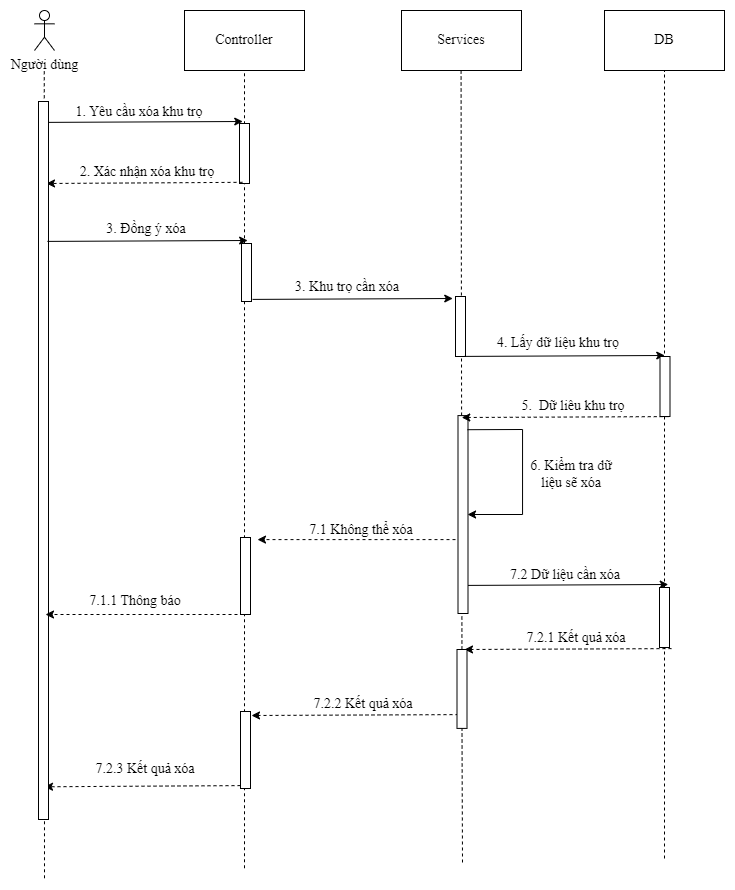 Người dùng
Controller
Services
DB
1. Yêu cầu xóa khu trọ
2. Xác nhận xóa khu trọ
3. Đồng ý xóa
3. Khu trọ cần xóa
4. Lấy dữ liệu khu trọ
5. Dữ liêu khu trọ
6. Kiểm tra dữ
liệu sẽ xóa
7.1 Không thể xóa
7.2 Dữ liệu cần xóa
7.1.1 Thông báo
7.2.1 Kết quả xóa
7.2.2 Kết quả xóa
7.2.3 Kết quả xóa